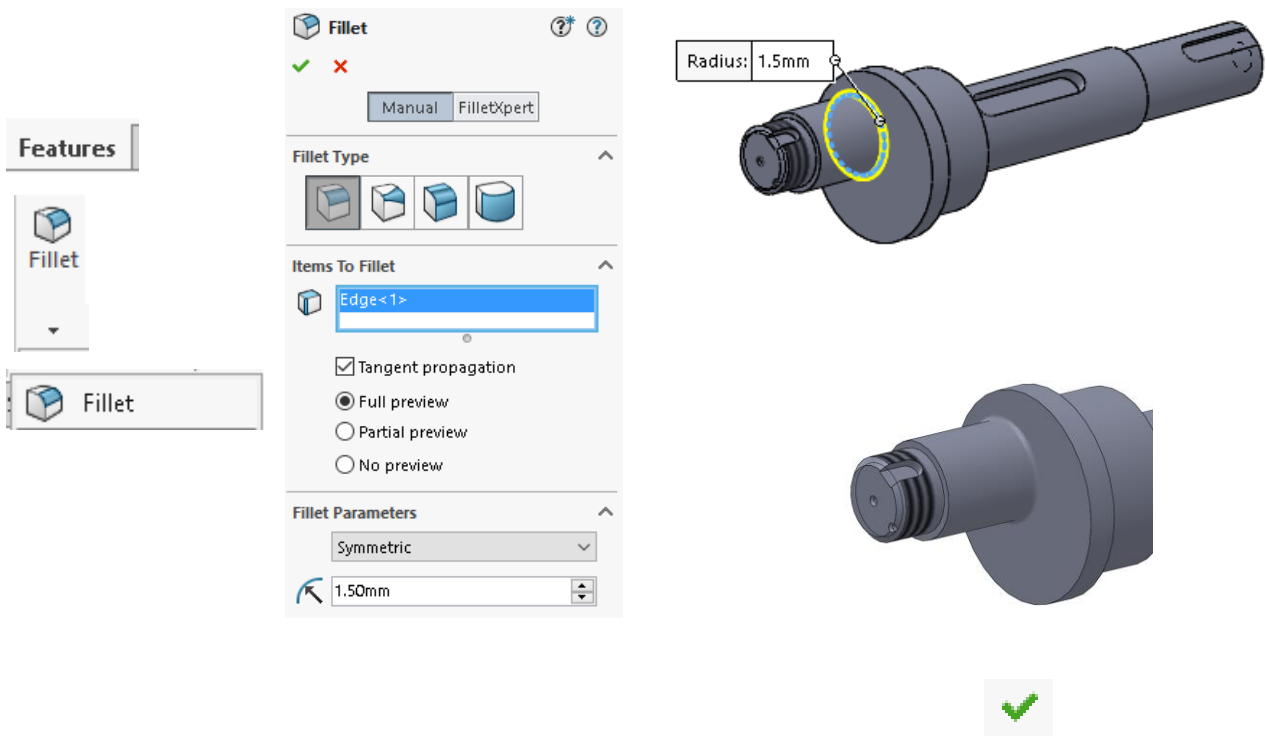 Features
Fillet
Fillet
Fillet
Manual
FilletXpert
Fillet Type
Items To Fillet
Edge<1>
Tangent propagation
Full preview
Partial preview
No preview
Fillet Parameters
Symmetric
1.50mm
Radius: 1.5mm